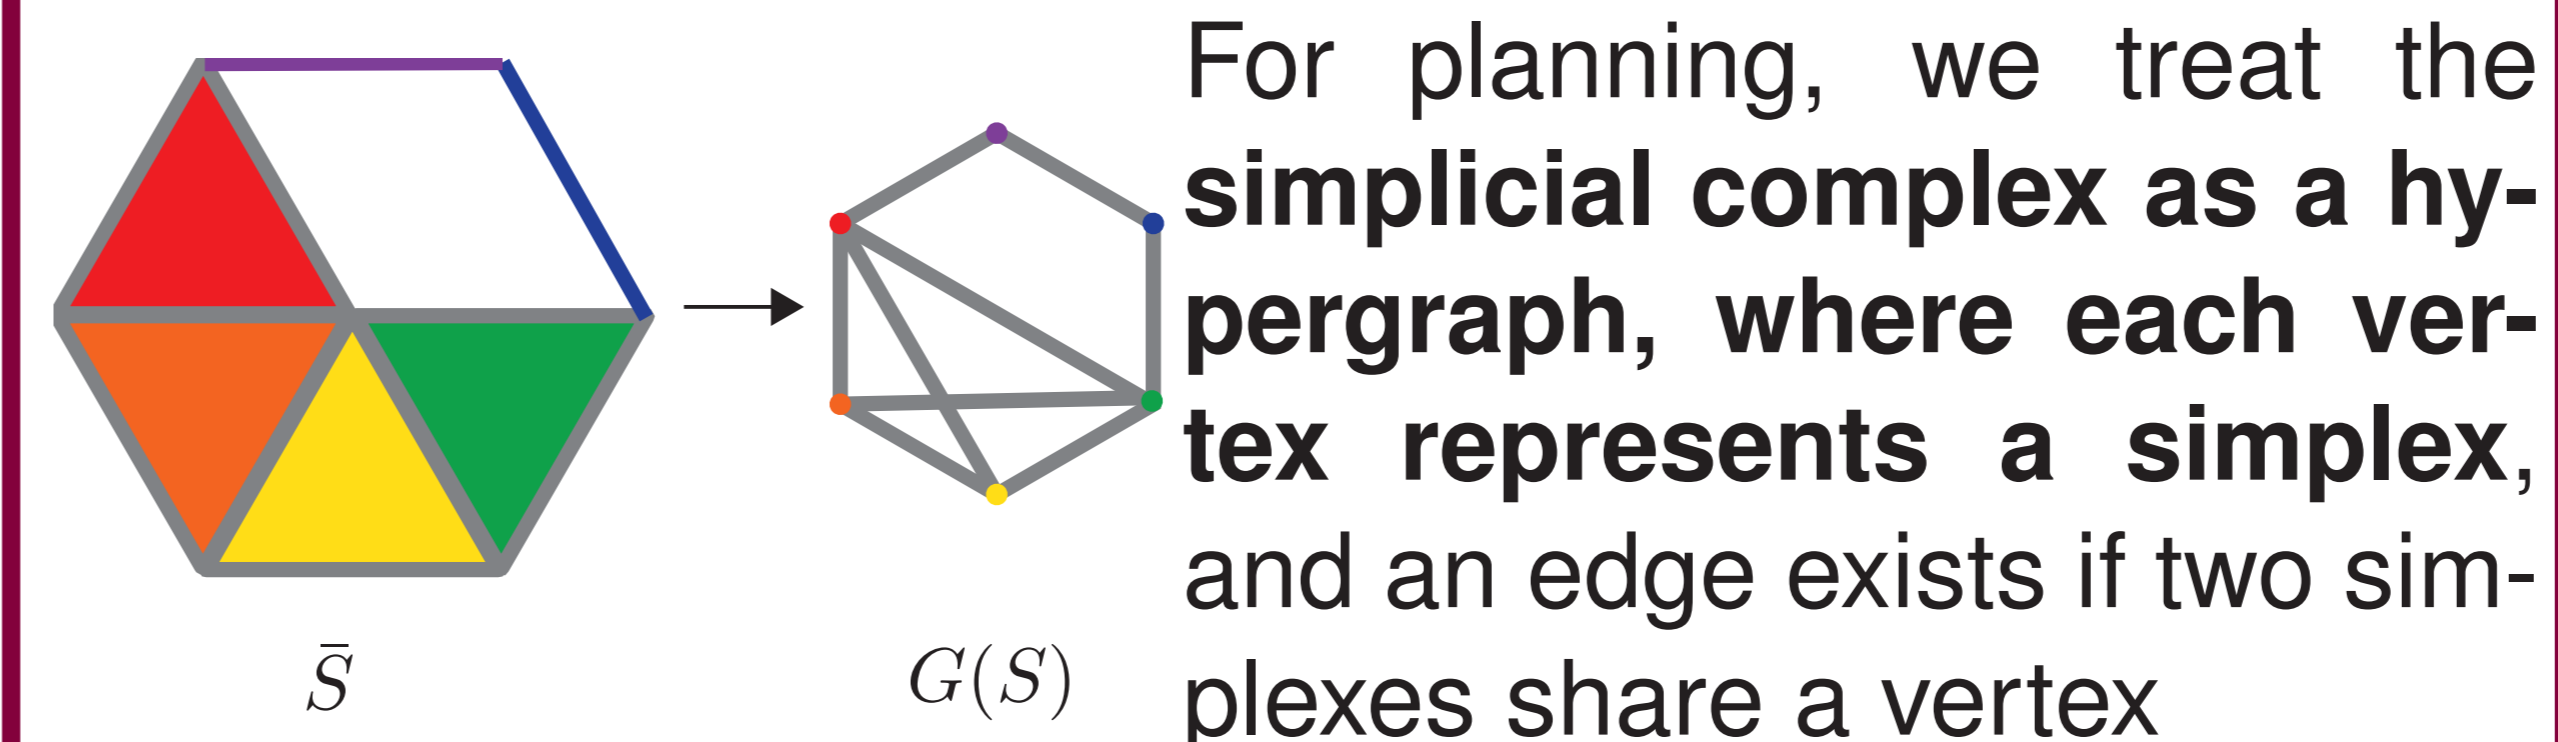 For planning, we treat the
simplicial complex as a hy-
pergraph, where each ver-
tex represents a simplex,
and an edge exists if two sim-
plexes share a vertex
S̄
G(S)